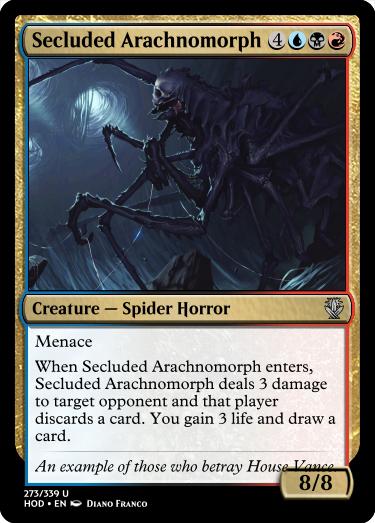 Secluded Arachnomorph 4
Creature — Spider Horror
Menace
When Secluded Arachnomorph enters,
Secluded Arachnomorph deals 3 damage
to target opponent and that player
discards a card. You gain 3 life and draw a
card.
An example of those who betray House Vance.
8/8
273/339 U
HOD • EN Diano Franco